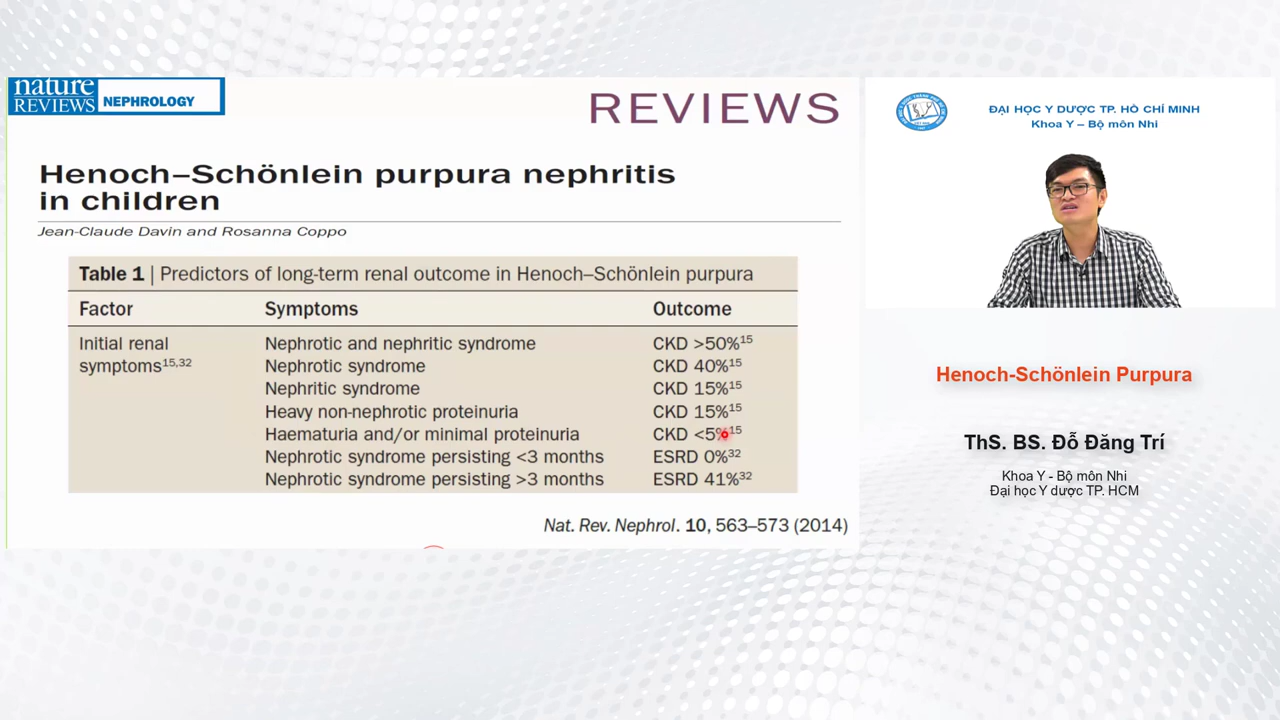 nature
REVIEWS NEPHROLOGY
REVIEWS
Henoch–Schönlein purpura nephritis
in children
Jean-Claude Davin and Rosanna Coppo
Table 1 | Predictors of long-term renal outcome in Henoch–Schönlein purpura
Factor Symptoms Outcome
Initial renal Nephrotic and nephritic syndrome CKD >50%15
symptoms15,32 Nephrotic syndrome CKD 40%15
Nephritic syndrome CKD 15%15
Heavy non-nephrotic proteinuria CKD 15%15
Haematuria and/or minimal proteinuria CKD <5%15
Nephrotic syndrome persisting <3 months ESRD 0%32
Nephrotic syndrome persisting >3 months ESRD 41%32
Nat. Rev. Nephrol. 10, 563–573 (2014)
ĐẠI HỌC Y DƯỢC TP. HỒ CHÍ MINH
Khoa Y – Bộ môn Nhi
Henoch-Schönlein Purpura
ThS. BS. Đỗ Đăng Trí
Khoa Y - Bộ môn Nhi
Đại học Y dược TP. HCM